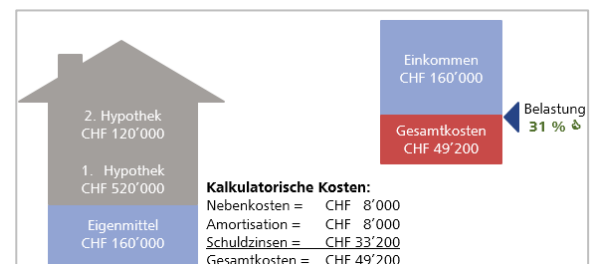 2. Hypothek
CHF 120’000
1. Hypothek
CHF 520’000
Eigenmittel
CHF 160’000
Einkommen
CHF 160’000
Gesamtkosten
CHF 49’200
Belastung
31 %
Kalkulatorische Kosten:
Nebenkosten = CHF 8’000
Amortisation = CHF 8’000
Schuldzinsen = CHF 33’200
Gesamtkosten = CHF 49’200